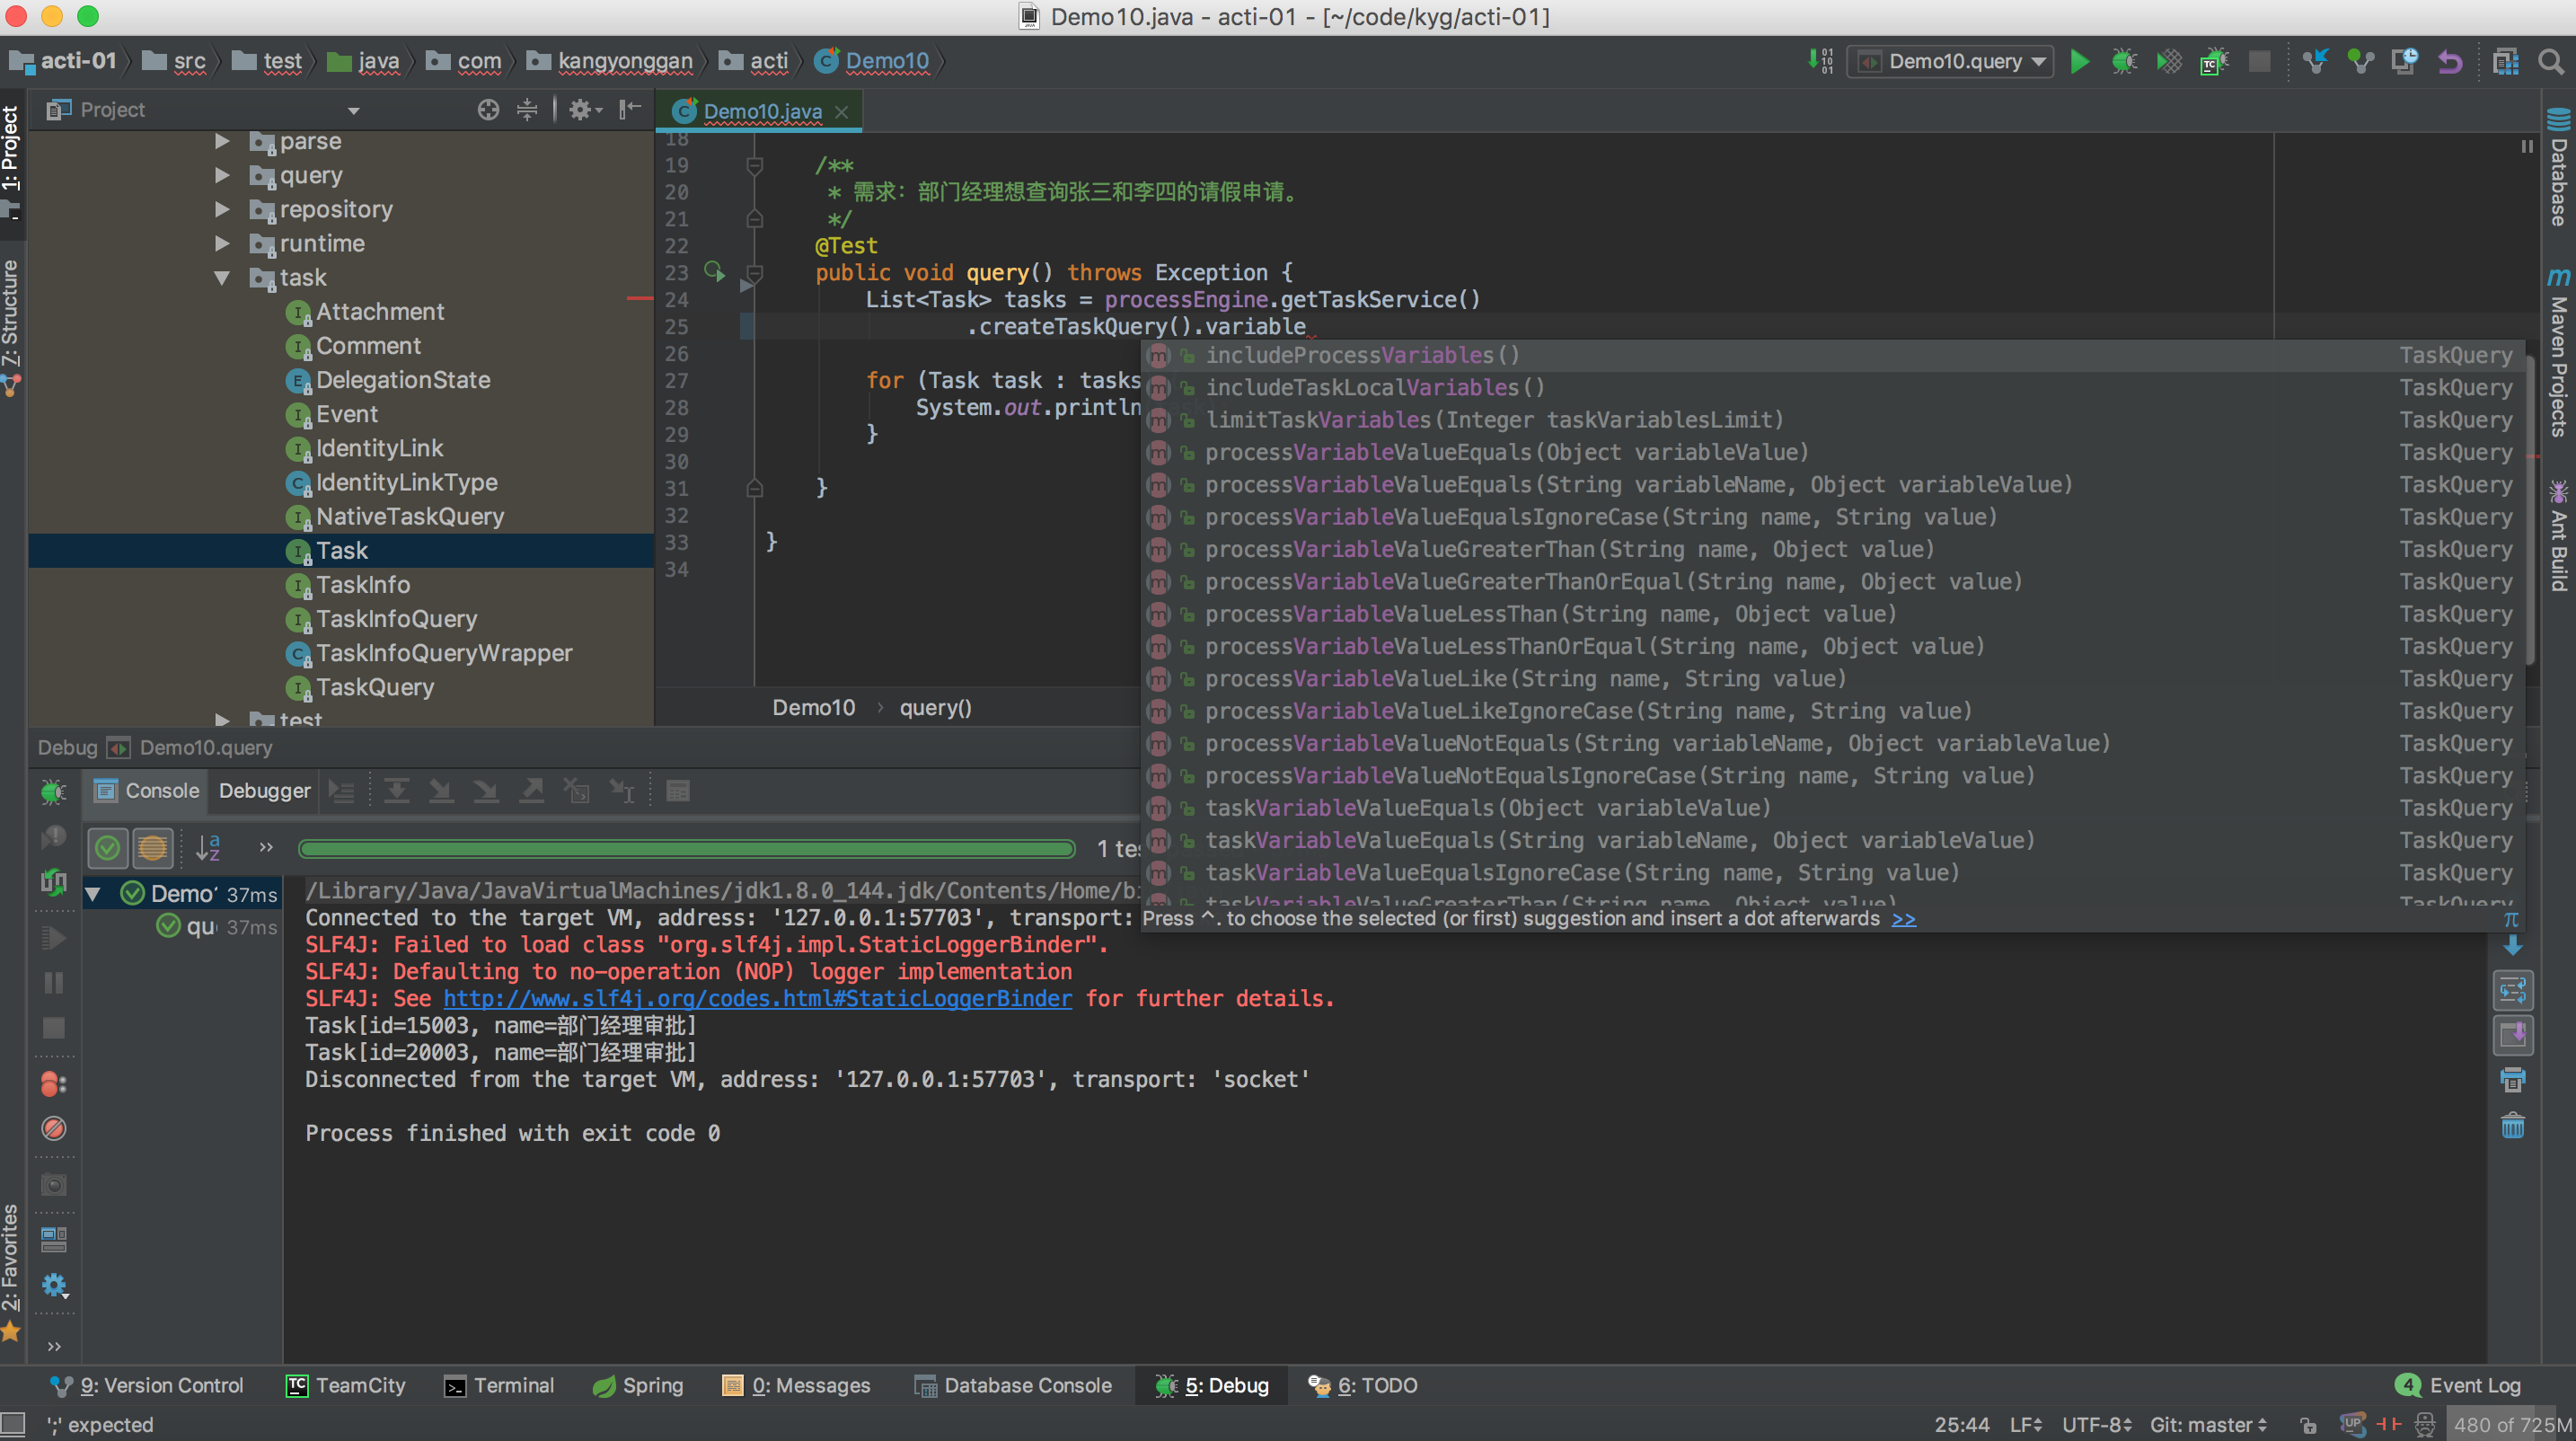 Demo10.java - acti-01 - [~/code/kyg/acti-01]
acti-01 src test java com kangyonggan acti Demo10
Demo10.query
1: Project
7: Structure
2: Favorites
Project
parse
query
repository
runtime
task
Attachment
Comment
DelegationState
Event
IdentityLink
IdentityLinkType
NativeTaskQuery
Task
TaskInfo
TaskInfoQuery
TaskInfoQueryWrapper
TaskQuery
test
Demo10.java
18
19 /**
20 * 需求：部门经理想查询张三和李四的请假申请。
21 */
22 @Test
23 public void query() throws Exception {
24 List<Task> tasks = processEngine.getTaskService()
25 .createTaskQuery().variable
26
27 for (Task task : tasks
28 System.out.println
29 }
30
31 }
32
33 }
34
Demo10 › query()
includeProcessVariables() TaskQuery
includeTaskLocalVariables() TaskQuery
limitTaskVariables(Integer taskVariablesLimit) TaskQuery
processVariableValueEquals(Object variableValue) TaskQuery
processVariableValueEquals(String variableName, Object variableValue) TaskQuery
processVariableValueEqualsIgnoreCase(String name, String value) TaskQuery
processVariableValueGreaterThan(String name, Object value) TaskQuery
processVariableValueGreaterThanOrEqual(String name, Object value) TaskQuery
processVariableValueLessThan(String name, Object value) TaskQuery
processVariableValueLessThanOrEqual(String name, Object value) TaskQuery
processVariableValueLike(String name, String value) TaskQuery
processVariableValueLikeIgnoreCase(String name, String value) TaskQuery
processVariableValueNotEquals(String variableName, Object variableValue) TaskQuery
processVariableValueNotEqualsIgnoreCase(String name, String value) TaskQuery
taskVariableValueEquals(Object variableValue) TaskQuery
taskVariableValueEquals(String variableName, Object variableValue) TaskQuery
taskVariableValueEqualsIgnoreCase(String name, String value) TaskQuery
taskVariableValueGreaterThan(String name, Object value) TaskQuery
Press ^. to choose the selected (or first) suggestion and insert a dot afterwards >> π
Database
Maven Projects
Ant Build
Debug Demo10.query
Console Debugger
1 tes
Demo 37ms
qu 37ms
/Library/Java/JavaVirtualMachines/jdk1.8.0_144.jdk/Contents/Home/bi
Connected to the target VM, address: '127.0.0.1:57703', transport:
SLF4J: Failed to load class "org.slf4j.impl.StaticLoggerBinder".
SLF4J: Defaulting to no-operation (NOP) logger implementation
SLF4J: See http://www.slf4j.org/codes.html#StaticLoggerBinder for further details.
Task[id=15003, name=部门经理审批]
Task[id=20003, name=部门经理审批]
Disconnected from the target VM, address: '127.0.0.1:57703', transport: 'socket'
Process finished with exit code 0
9: Version Control TeamCity Terminal Spring 0: Messages Database Console 5: Debug 6: TODO 4 Event Log
';' expected 25:44 LF UTF-8 Git: master 480 of 725M